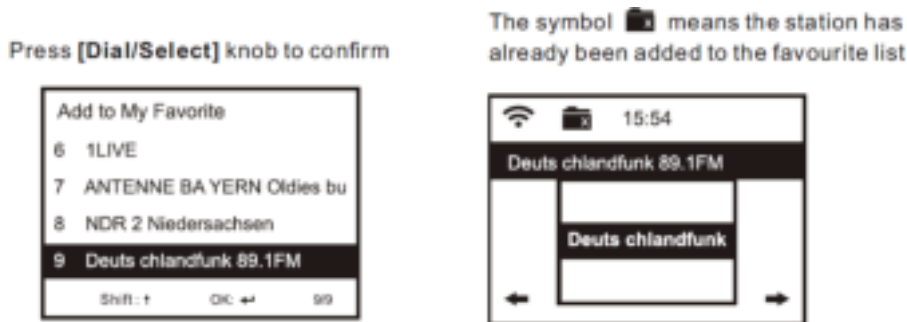 Press [Dial/Select] knob to confirm
Add to My Favorite
6 1LIVE
7 ANTENNE BA YERN Oldies bu
8 NDR 2 Niedersachsen
9 Deuts chlandfunk 89.1FM
Shift: ↑ OK: ↵ 9/9
The symbol means the station has
already been added to the favourite list
15:54
Deuts chlandfunk 89.1FM
Deuts chlandfunk